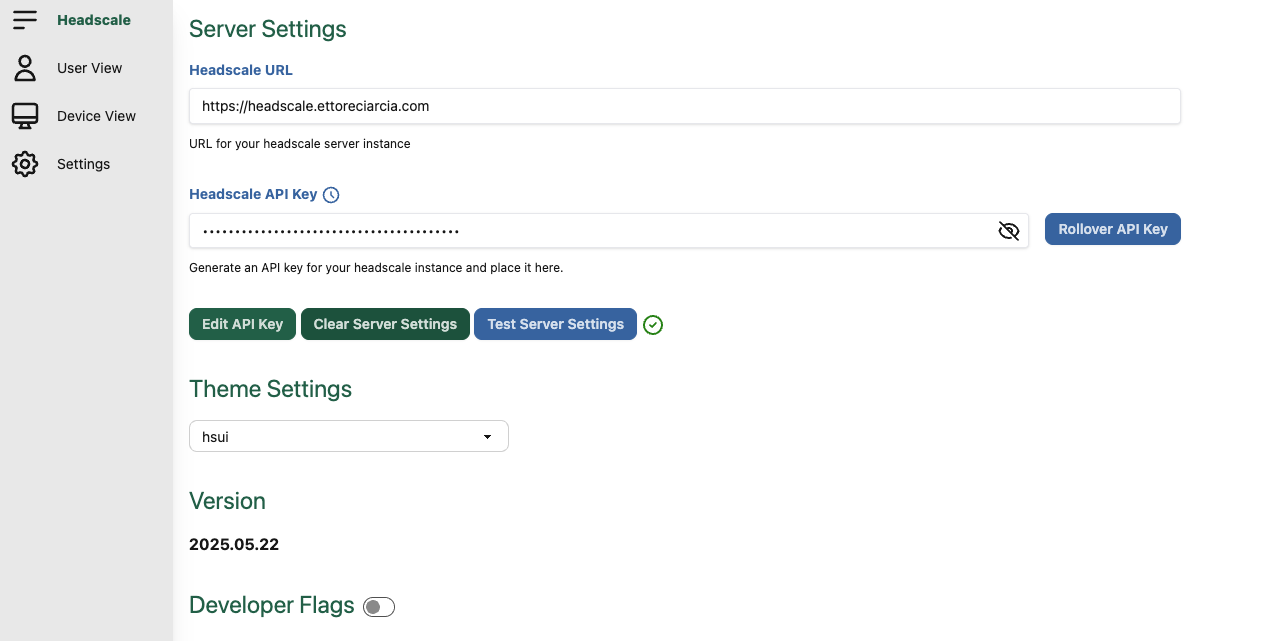 Headscale
User View
Device View
Settings
Server Settings
Headscale URL
https://headscale.ettoreciarcia.com
URL for your headscale server instance
Headscale API Key
••••••••••••••••••••••••••••••••••••••••
Rollover API Key
Generate an API key for your headscale instance and place it here.
Edit API Key
Clear Server Settings
Test Server Settings
Theme Settings
hsui
Version
2025.05.22
Developer Flags